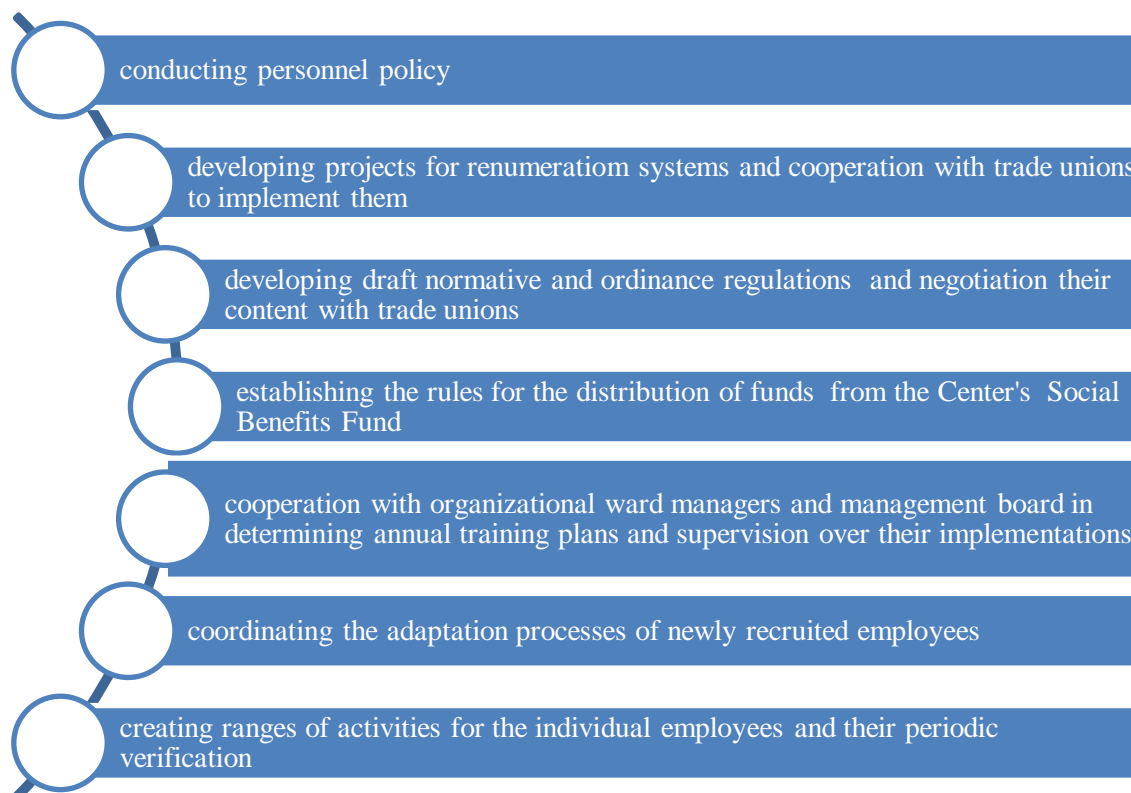 conducting personnel policy
developing projects for renumeratiom systems and cooperation with trade unions
to implement them
developing draft normative and ordinance regulations and negotiation their
content with trade unions
establishing the rules for the distribution of funds from the Center's Social
Benefits Fund
cooperation with organizational ward managers and management board in
determining annual training plans and supervision over their implementations
coordinating the adaptation processes of newly recruited employees
creating ranges of activities for the individual employees and their periodic
verification